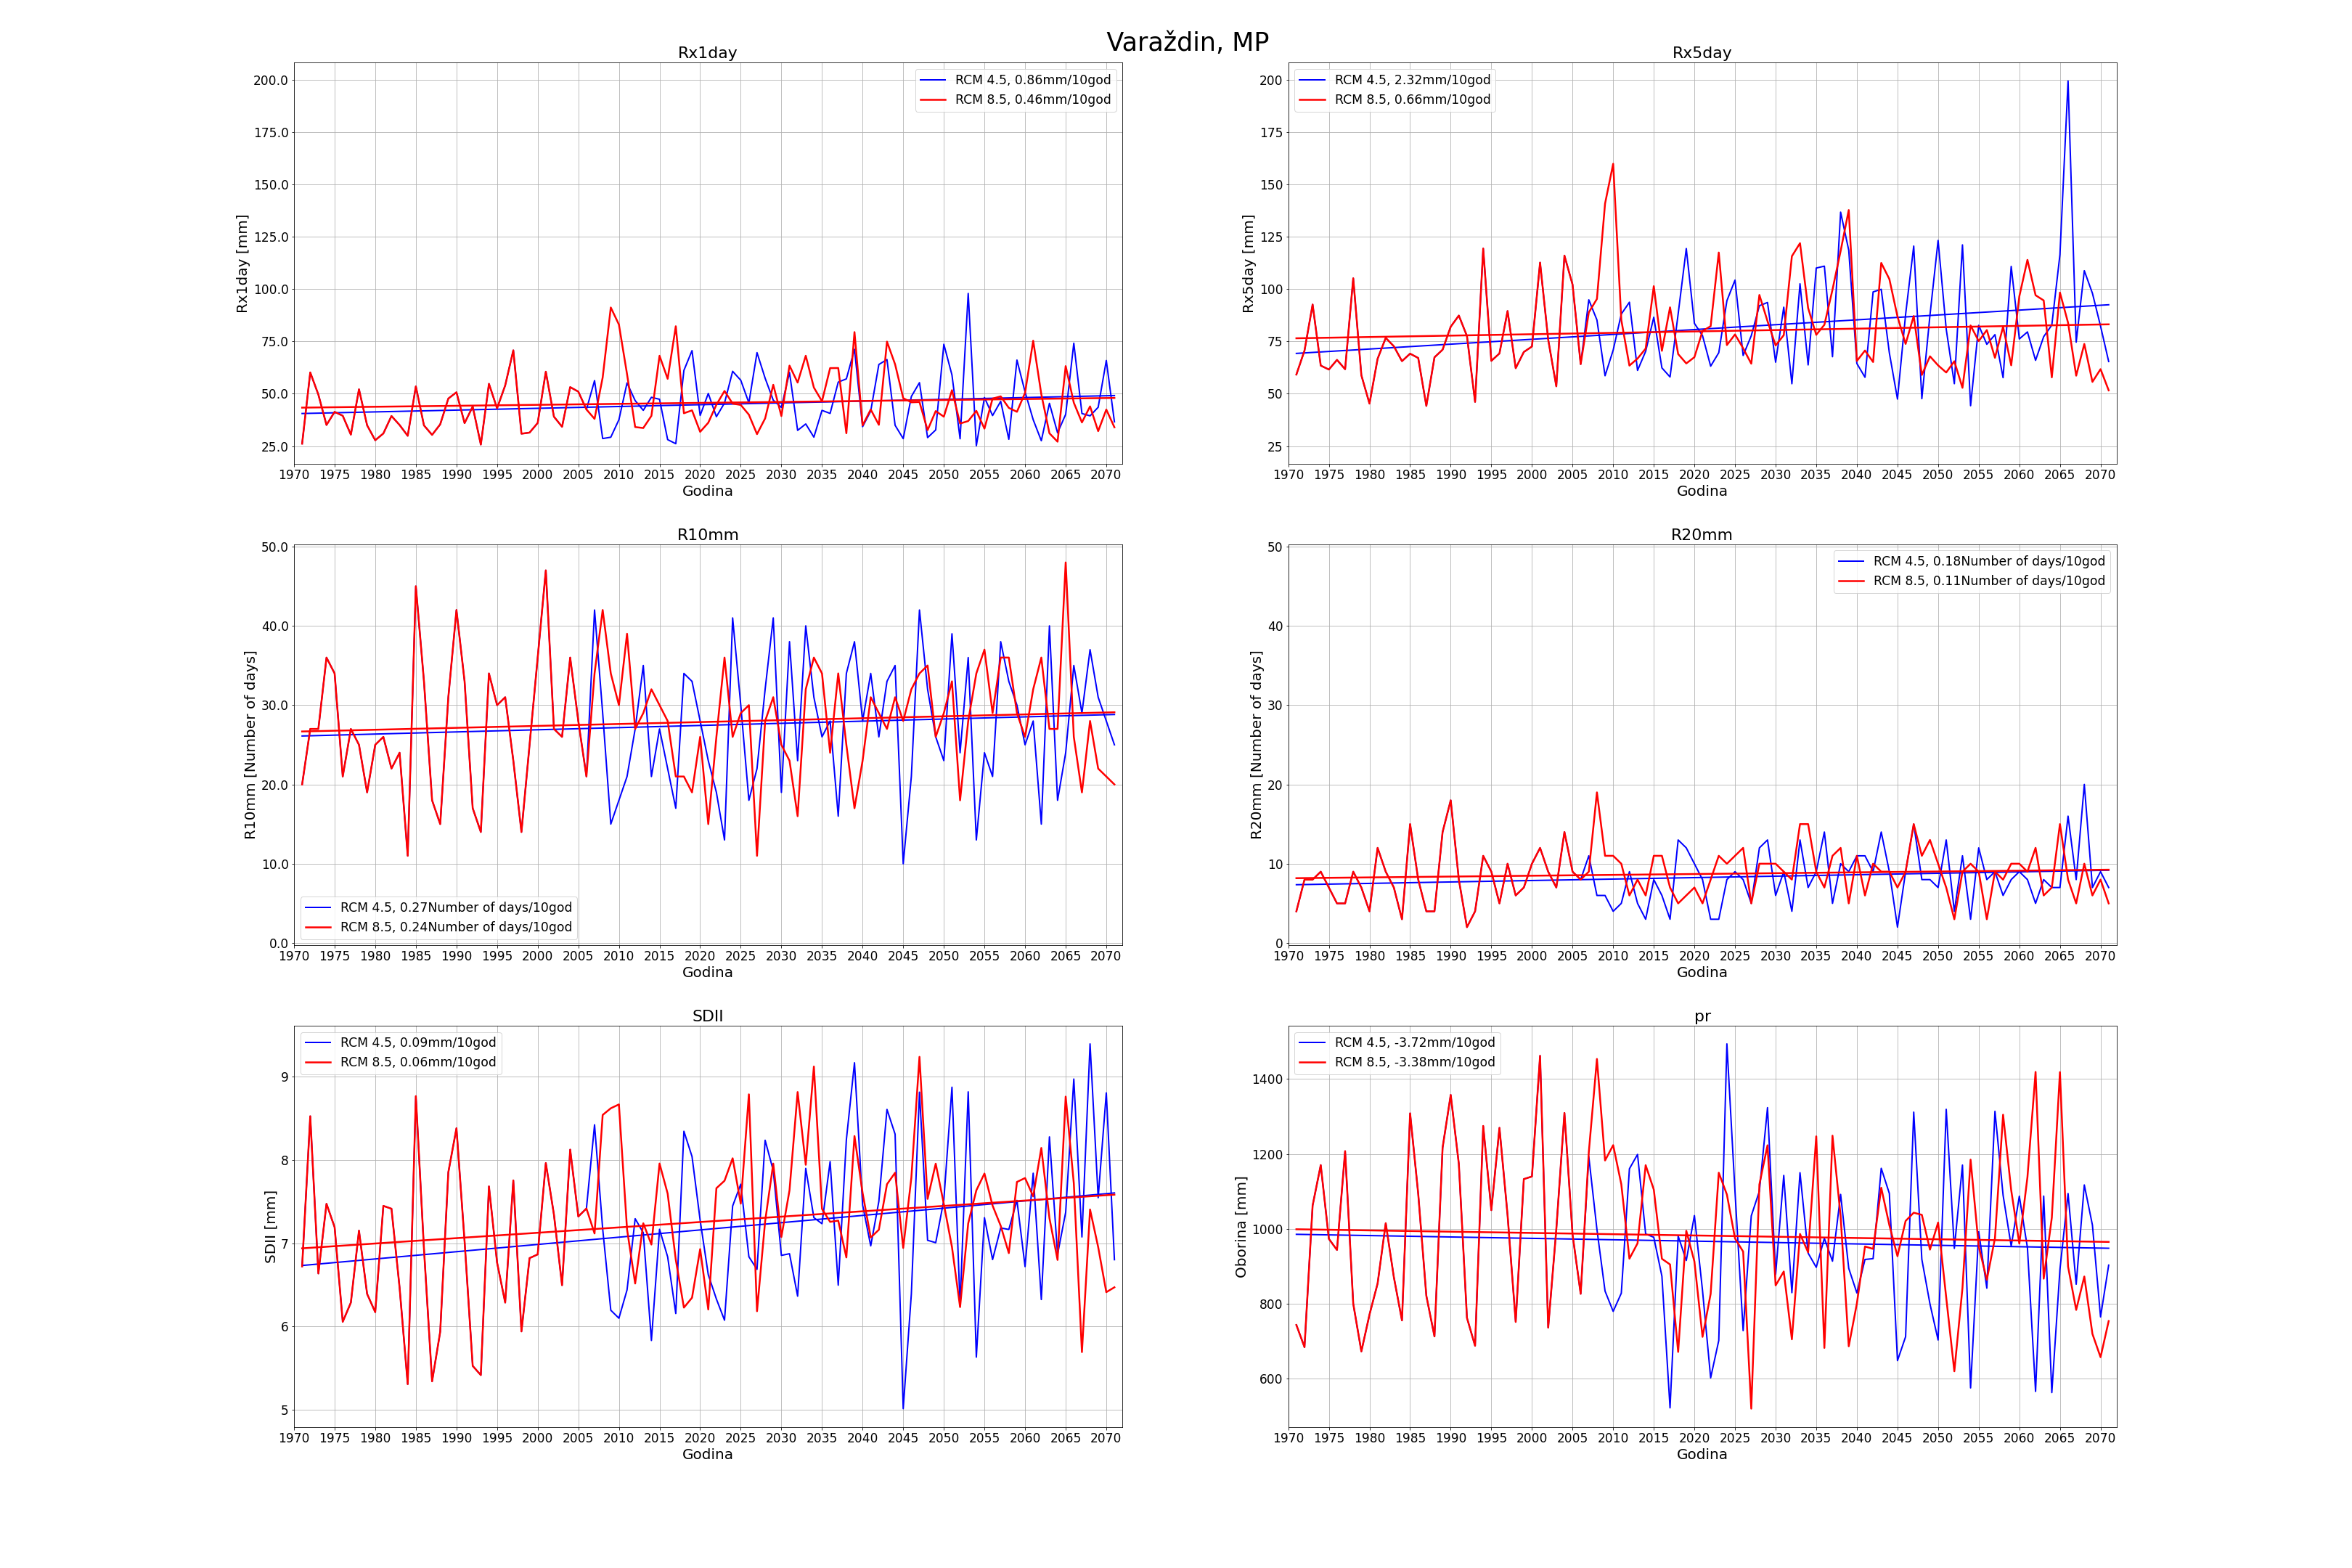 Varaždin, MP
Rx1day
RCM 4.5, 0.86mm/10god
RCM 8.5, 0.46mm/10god
Rx1day [mm]
200.0
175.0
150.0
125.0
100.0
75.0
50.0
25.0
1970 1975 1980 1985 1990 1995 2000 2005 2010 2015 2020 2025 2030 2035 2040 2045 2050 2055 2060 2065 2070
Godina
Rx5day
RCM 4.5, 2.32mm/10god
RCM 8.5, 0.66mm/10god
Rx5day [mm]
200
175
150
125
100
75
50
25
1970 1975 1980 1985 1990 1995 2000 2005 2010 2015 2020 2025 2030 2035 2040 2045 2050 2055 2060 2065 2070
Godina
R10mm
R10mm [Number of days]
50.0
40.0
30.0
20.0
10.0
0.0
RCM 4.5, 0.27Number of days/10god
RCM 8.5, 0.24Number of days/10god
1970 1975 1980 1985 1990 1995 2000 2005 2010 2015 2020 2025 2030 2035 2040 2045 2050 2055 2060 2065 2070
Godina
R20mm
RCM 4.5, 0.18Number of days/10god
RCM 8.5, 0.11Number of days/10god
R20mm [Number of days]
50
40
30
20
10
0
1970 1975 1980 1985 1990 1995 2000 2005 2010 2015 2020 2025 2030 2035 2040 2045 2050 2055 2060 2065 2070
Godina
SDII
RCM 4.5, 0.09mm/10god
RCM 8.5, 0.06mm/10god
SDII [mm]
9
8
7
6
5
1970 1975 1980 1985 1990 1995 2000 2005 2010 2015 2020 2025 2030 2035 2040 2045 2050 2055 2060 2065 2070
Godina
pr
RCM 4.5, -3.72mm/10god
RCM 8.5, -3.38mm/10god
Oborina [mm]
1400
1200
1000
800
600
1970 1975 1980 1985 1990 1995 2000 2005 2010 2015 2020 2025 2030 2035 2040 2045 2050 2055 2060 2065 2070
Godina